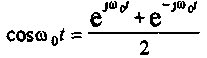 cosω₀t = (e^{jω₀t} + e^{-jω₀t}) / 2